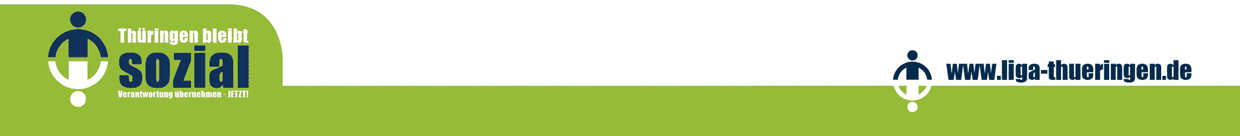 Thüringen bleibt
sozial
Verantwortung übernehmen - JETZT!
www.liga-thueringen.de